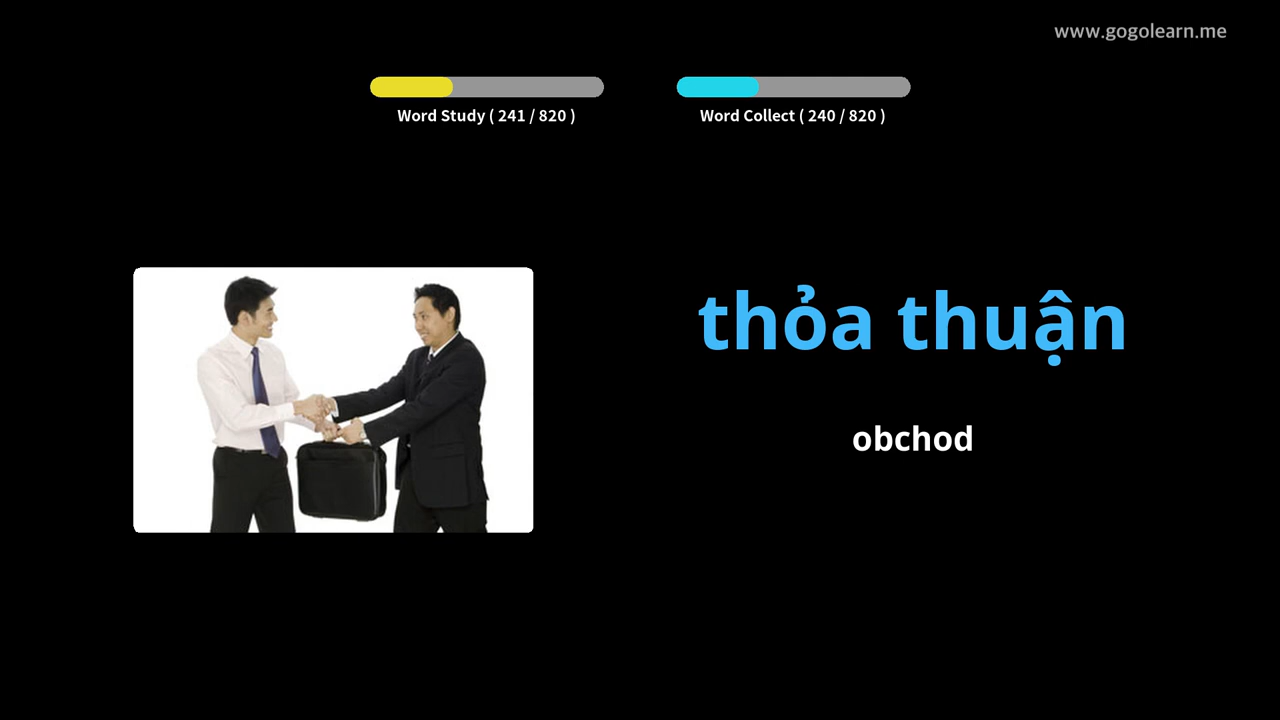 www.gogolearn.me
Word Study ( 241 / 820 )
Word Collect ( 240 / 820 )
thỏa thuận
obchod